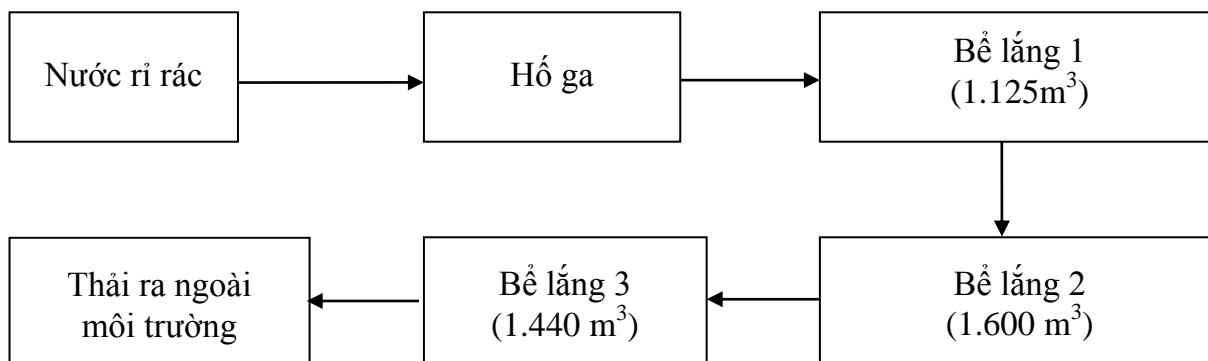 Nước rỉ rác
Hố ga
Bể lắng 1
(1.125m³)
Bể lắng 2
(1.600 m³)
Bể lắng 3
(1.440 m³)
Thải ra ngoài
môi trường